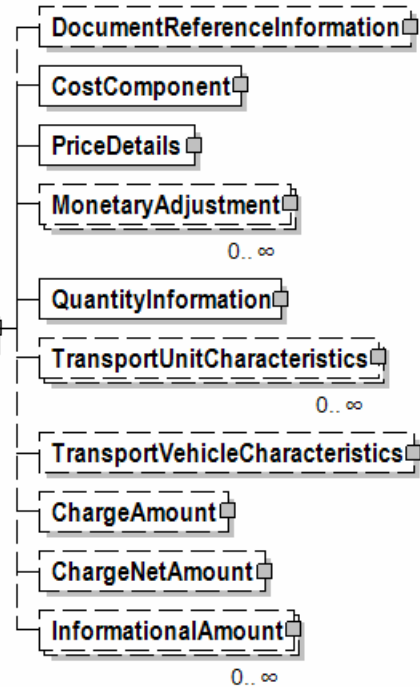 DocumentReferenceInformation
CostComponent
PriceDetails
MonetaryAdjustment
0.. ∞
QuantityInformation
TransportUnitCharacteristics
0.. ∞
TransportVehicleCharacteristics
ChargeAmount
ChargeNetAmount
InformationalAmount
0.. ∞